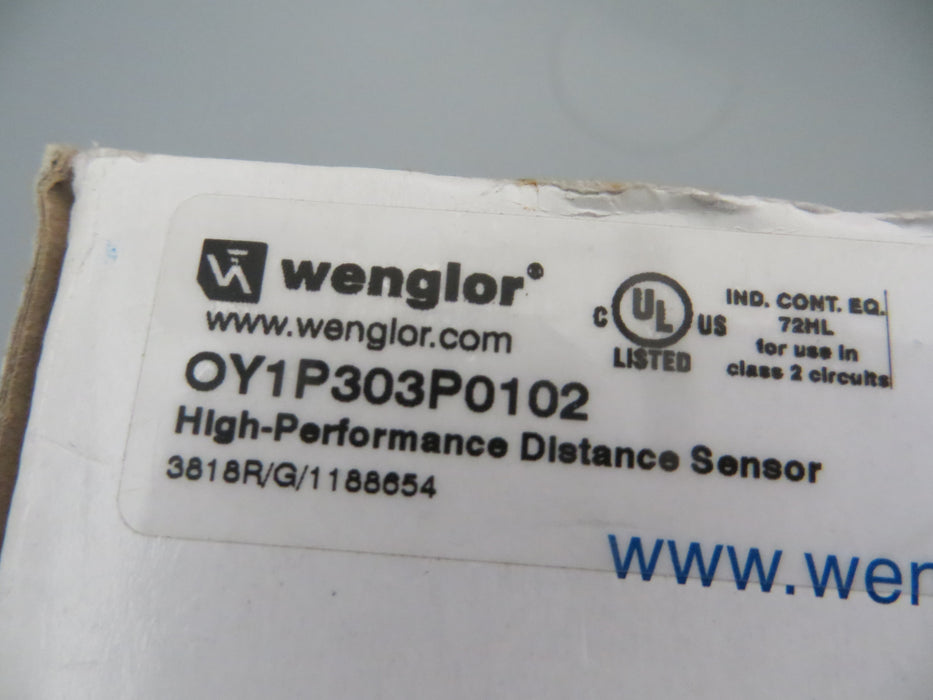 wenglor®
www.wenglor.com
OY1P303P0102
High-Performance Distance Sensor
3818R/G/1188654
C UL US
LISTED
IND. CONT. EQ.
72HL
for use in
class 2 circuits
www.wen